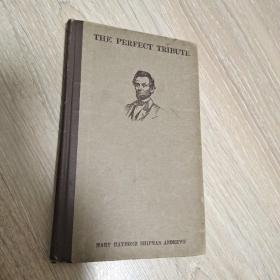 THE PERFECT TRIBUTE
MARY RAYMOND SHIPMAN ANDREWS